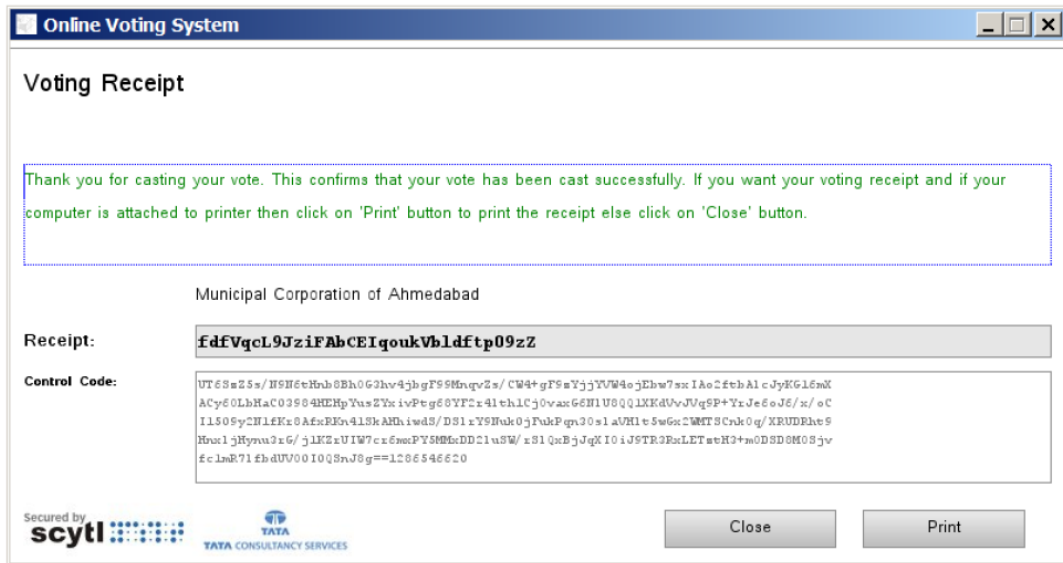 Online Voting System
Voting Receipt
Thank you for casting your vote. This confirms that your vote has been cast successfully. If you want your voting receipt and if your
computer is attached to printer then click on 'Print' button to print the receipt else click on 'Close' button.
Municipal Corporation of Ahmedabad
Receipt:
fdfVqcL9JziFAbCEIqoukVbldftp09zZ
Control Code:
Secured by
scytl
TATA
TATA CONSULTANCY SERVICES
Close
Print